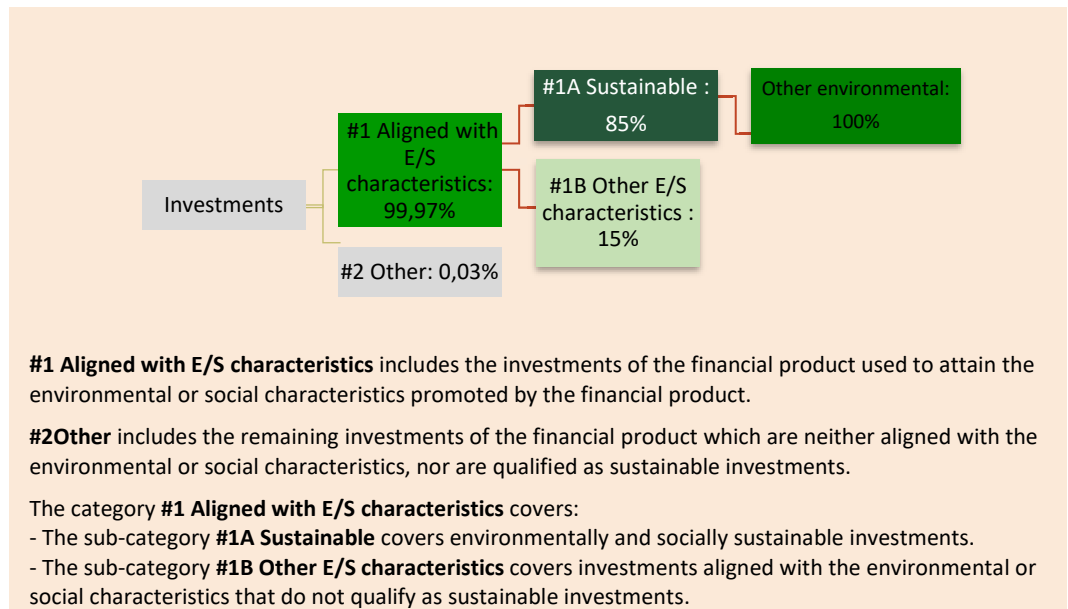 #1A Sustainable :
85%
Other environmental:
100%
#1 Aligned with
E/S
characteristics:
99,97%
Investments
#1B Other E/S
characteristics :
15%
#2 Other: 0,03%
#1 Aligned with E/S characteristics includes the investments of the financial product used to attain the
environmental or social characteristics promoted by the financial product.
#2Other includes the remaining investments of the financial product which are neither aligned with the
environmental or social characteristics, nor are qualified as sustainable investments.
The category #1 Aligned with E/S characteristics covers:
- The sub-category #1A Sustainable covers environmentally and socially sustainable investments.
- The sub-category #1B Other E/S characteristics covers investments aligned with the environmental or
social characteristics that do not qualify as sustainable investments.